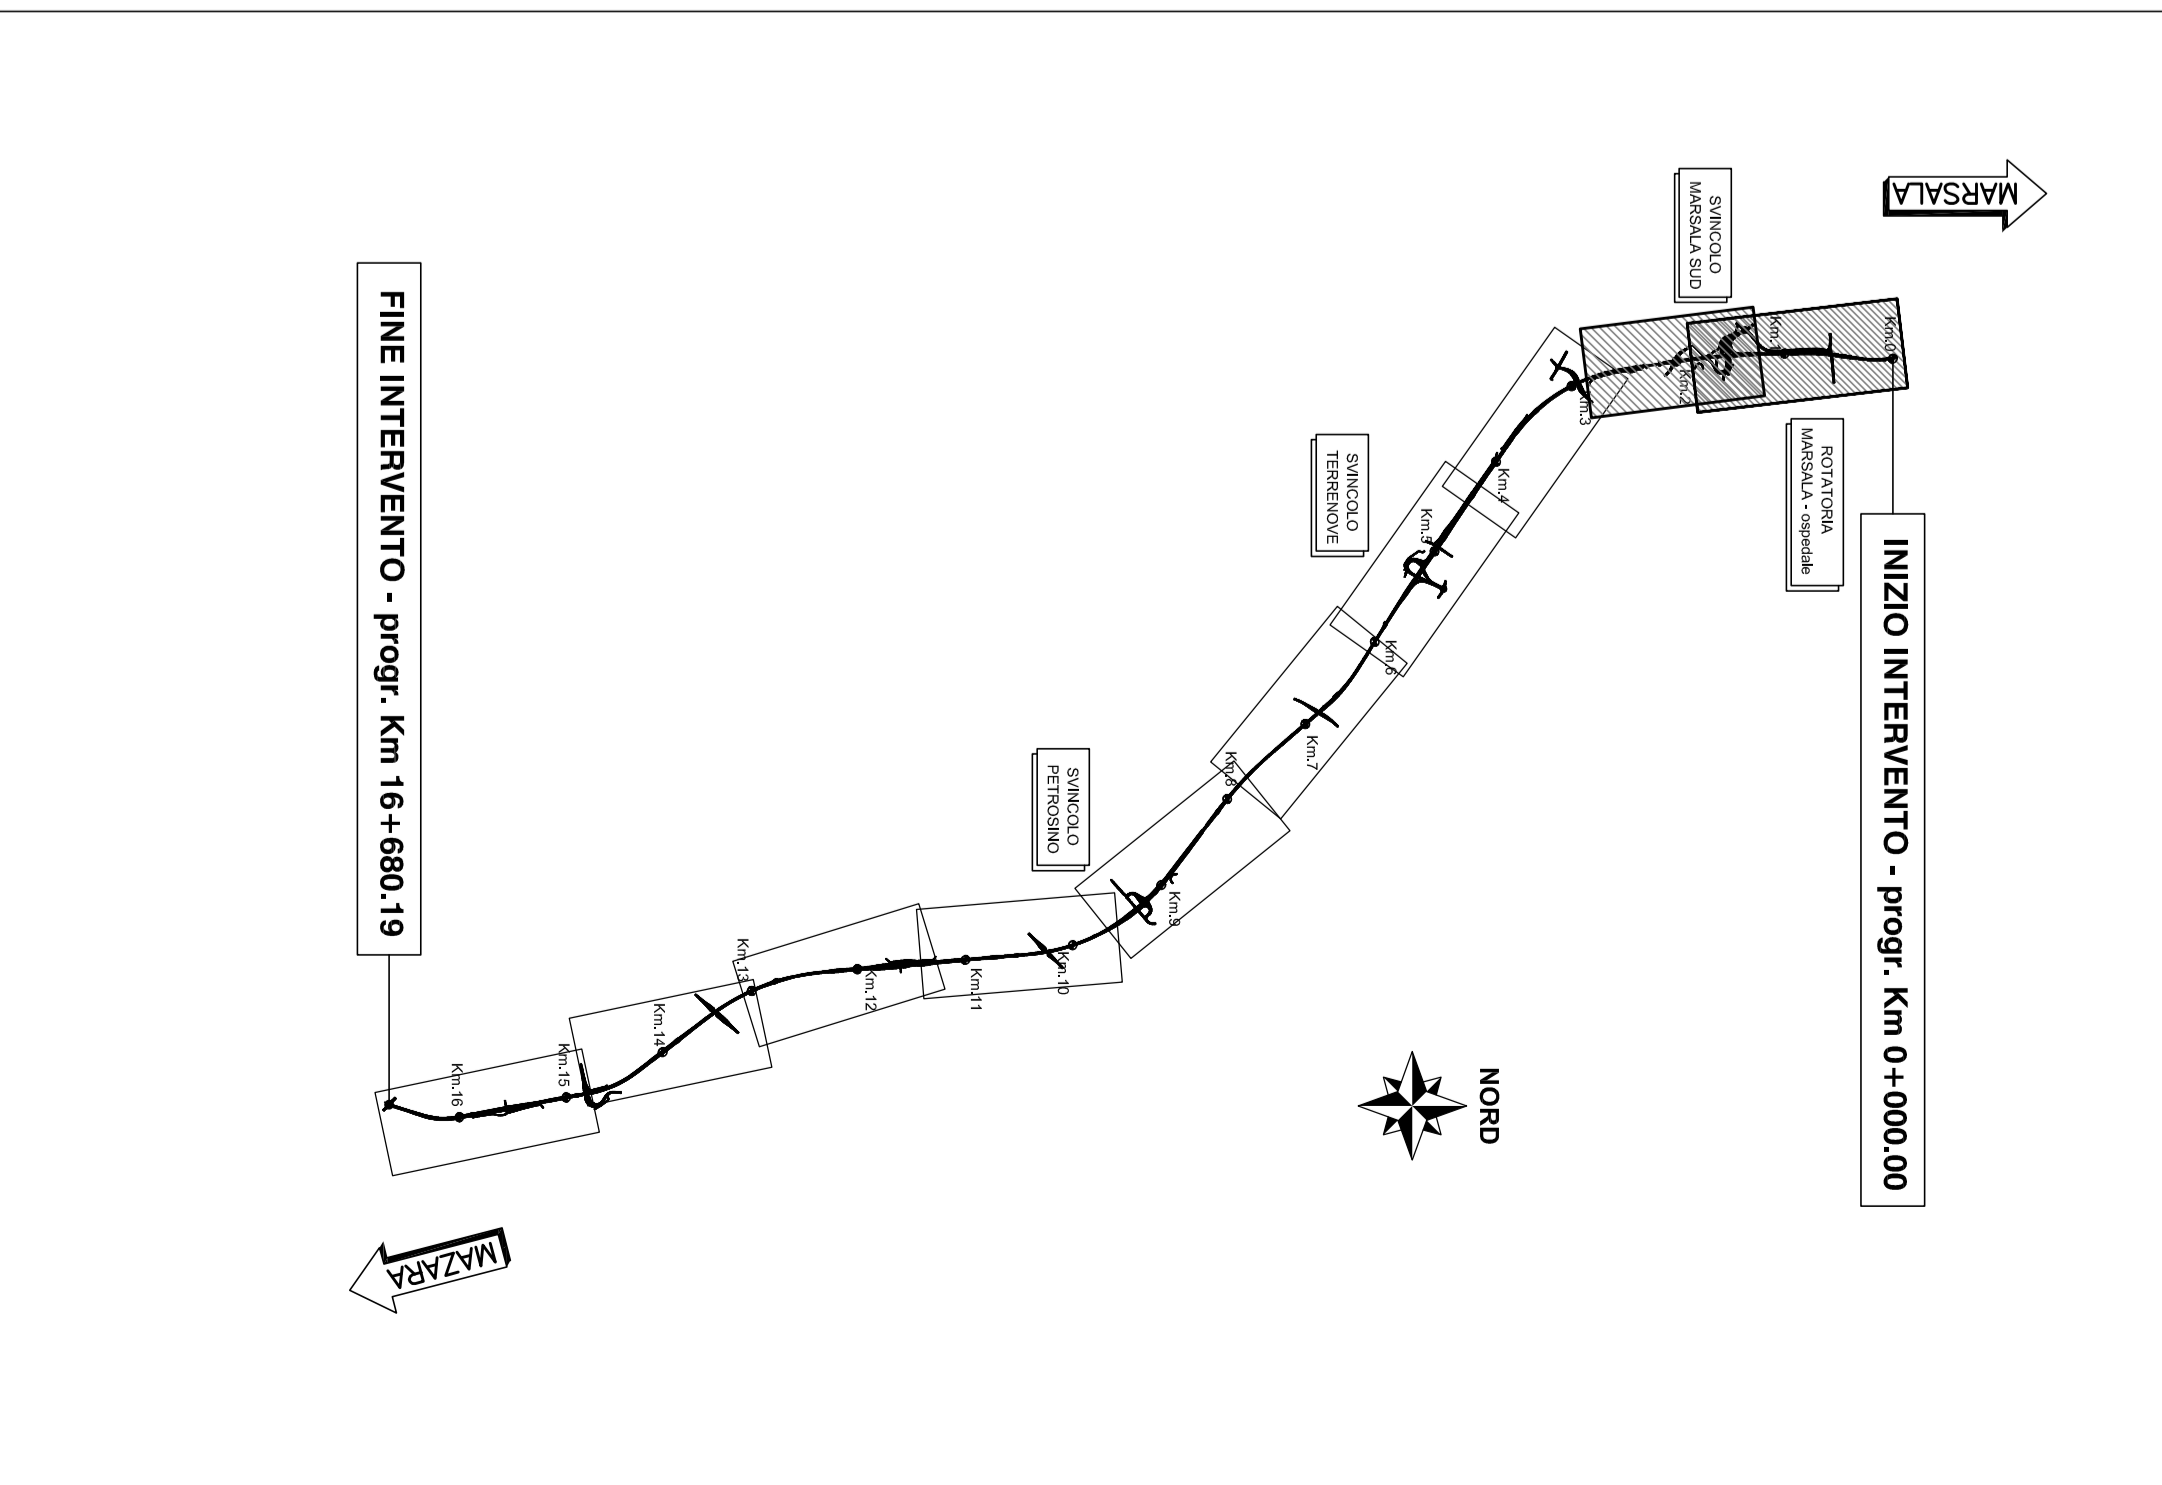 MARSALA
SVINCOLO
MARSALA SUD
ROTATORIA
MARSALA - ospedale
INIZIO INTERVENTO - progr. Km 0+000.00
SVINCOLO
TERRENOVE
SVINCOLO
PETROSINO
FINE INTERVENTO - progr. Km 16+680.19
NORD
MAZARA
Km.0
Km.1
Km.2
Km.3
Km.4
Km.5
Km.6
Km.7
Km.8
Km.9
Km.10
Km.11
Km.12
Km.13
Km.14
Km.15
Km.16